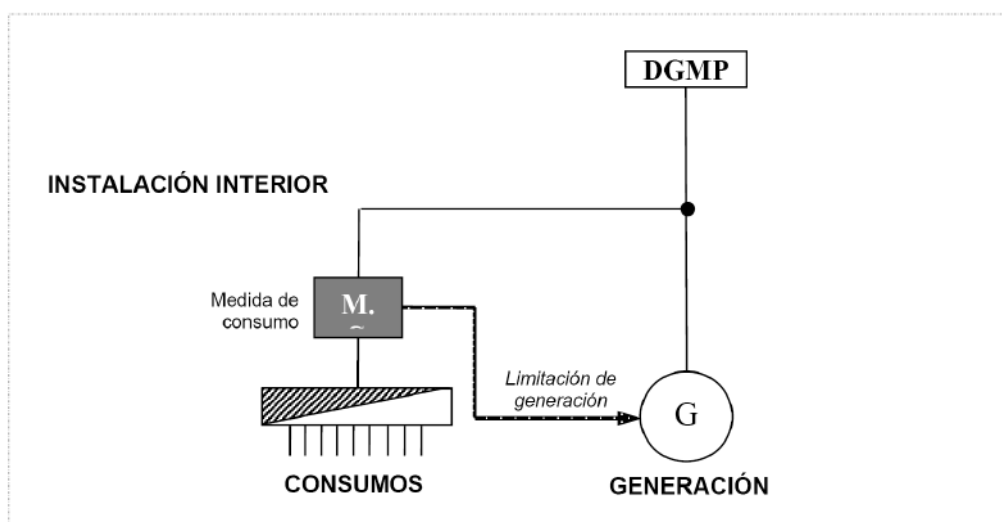 DGMP
INSTALACIÓN INTERIOR
Medida de
consumo
M.
~
Limitación de
generación
G
CONSUMOS
GENERACIÓN